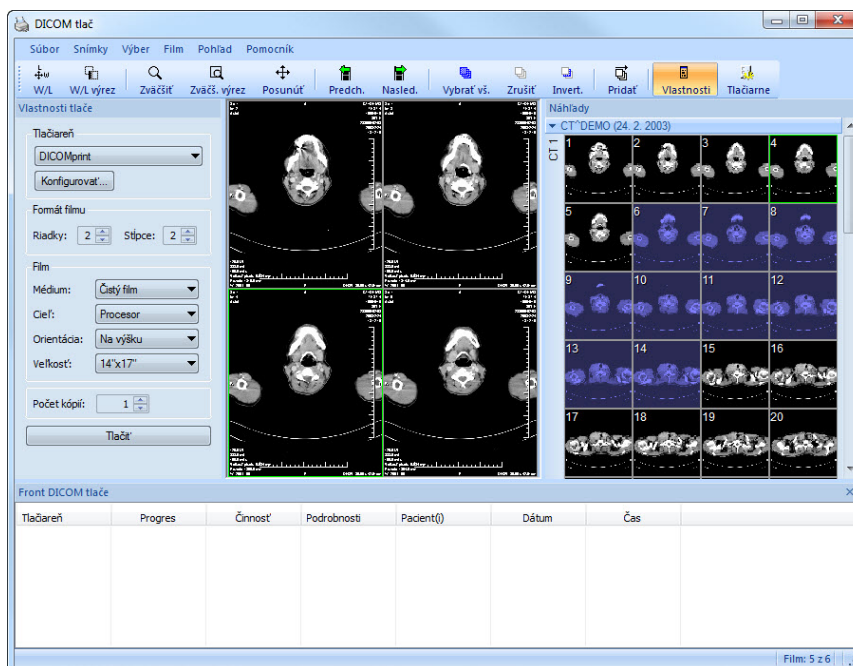 DICOM tlač
Súbor Snímky Výber Film Pohľad Pomocník
W/L W/L výrez Zväčšiť Zväčš. výrez Posunúť Predch. Nasled. Vybrať vš. Zrušiť Invert. Pridať Vlastnosti Tlačiarne
Vlastnosti tlače
Tlačiareň
DICOMprint
Konfigurovať...
Formát filmu
Riadky: 2 Stĺpce: 2
Film
Médium: Čistý film
Cieľ: Procesor
Orientácia: Na výšku
Veľkosť: 14"x17"
Počet kópií: 1
Tlačiť
Náhľady
CT^DEMO (24. 2. 2003)
CT 1
1 2 3 4
5 6 7 8
9 10 11 12
13 14 15 16
17 18 19 20
Front DICOM tlače
Tlačiareň Progres Činnosť Podrobnosti Pacient(i) Dátum Čas
Film: 5 z 6